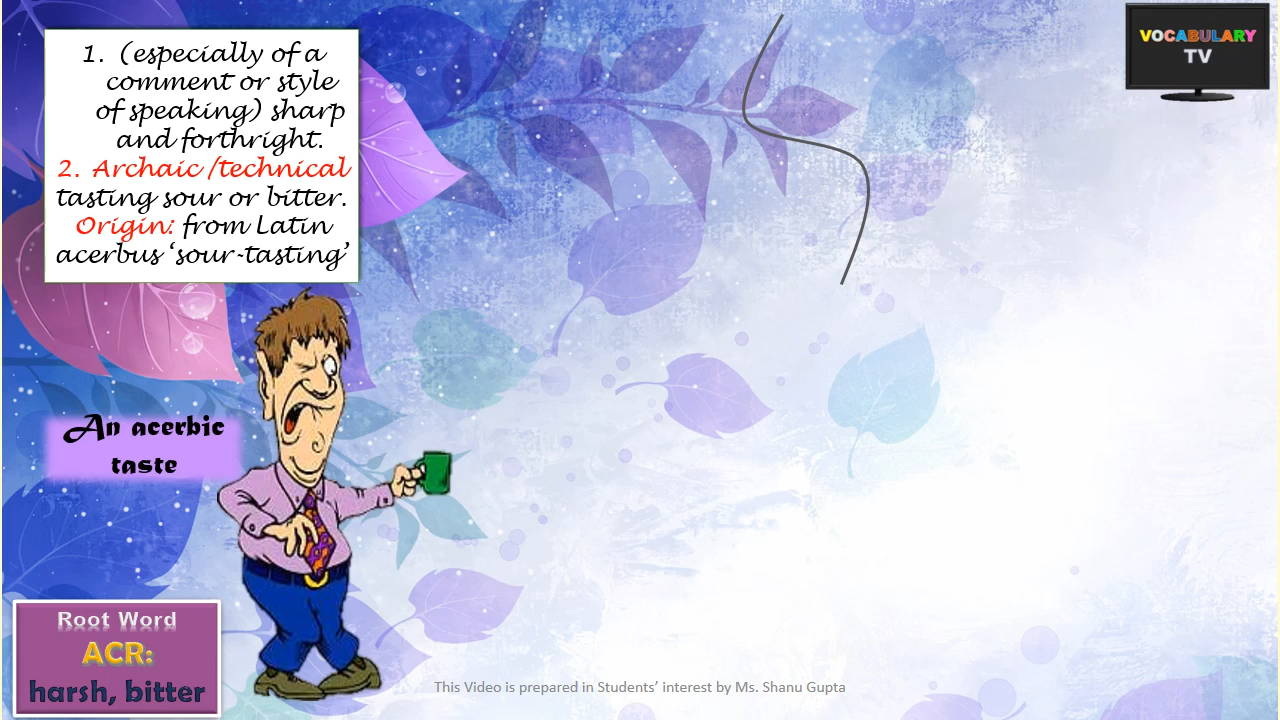 1. (especially of a
comment or style
of speaking) sharp
and forthright.
2. Archaic /technical
tasting sour or bitter.
Origin: from Latin
acerbus ‘sour-tasting’
VOCABULARY
TV
An acerbic
taste
Root Word
ACR:
harsh, bitter
This Video is prepared in Students’ interest by Ms. Shanu Gupta